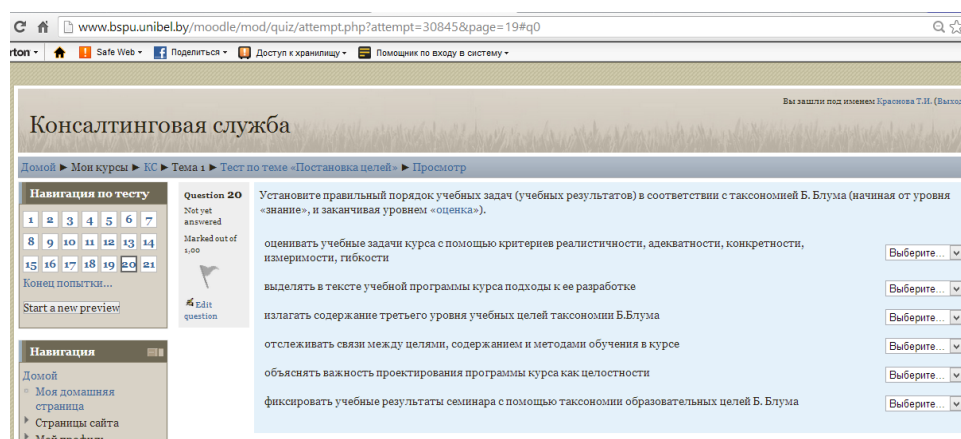 www.bspu.unibel.by/moodle/mod/quiz/attempt.php?attempt=30845&page=19#q0
rton Safe Web Поделиться Доступ к хранилищу Помощник по входу в систему
Вы зашли под именем Краснова Т.И. (Выход
Консалтинговая служба
Домой ► Мои курсы ► КС ► Тема 1 ► Тест по теме «Постановка целей» ► Просмотр
Навигация по тесту
1 2 3 4 5 6 7
8 9 10 11 12 13 14
15 16 17 18 19 20 21
Конец попытки...
Start a new preview
Навигация
Домой
Моя домашняя
страница
Страницы сайта
Мой профиль
Question 20
Not yet
answered
Marked out of
1,00
Edit
question
Установите правильный порядок учебных задач (учебных результатов) в соответствии с таксономией Б. Блума (начиная от уровня
«знание», и заканчивая уровнем «оценка»).
оценивать учебные задачи курса с помощью критериев реалистичности, адекватности, конкретности,
измеримости, гибкости
Выберите...
выделять в тексте учебной программы курса подходы к ее разработке
Выберите...
излагать содержание третьего уровня учебных целей таксономии Б.Блума
Выберите...
отслеживать связи между целями, содержанием и методами обучения в курсе
Выберите...
объяснять важность проектирования программы курса как целостности
Выберите...
фиксировать учебные результаты семинара с помощью таксономии образовательных целей Б. Блума
Выберите...